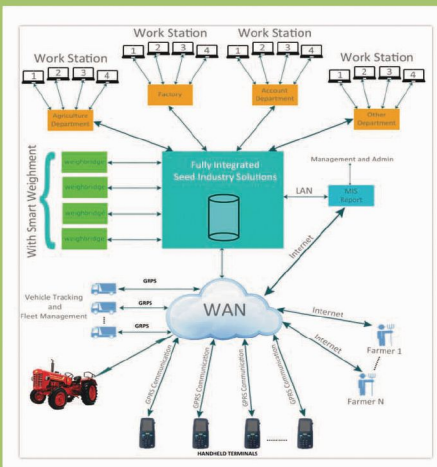 Work Station Work Station Work Station Work Station
1 2 3 4 1 2 3 4 1 2 3 4 1 2 3 4
Agriculture Department
Factory
Account Department
Other Department
With Smart Weighment
weighbridge
weighbridge
weighbridge
weighbridge
Fully Integrated
Seed Industry Solutions
Management and Admin
LAN
MIS
Report
Internet
Vehicle Tracking
and
Fleet Management
GRPS
GRPS
GRPS
WAN
Internet
Internet
Farmer 1
Farmer N
GPRS Communication
GPRS Communication
GPRS Communication
GPRS Communication
HANDHELD TERMINALS